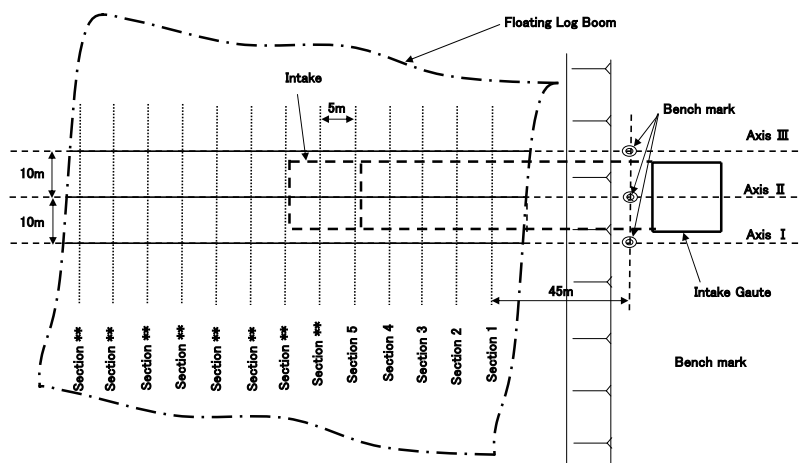 Floating Log Boom
Intake
5m
Bench mark
Axis Ⅲ
10m
Axis Ⅱ
10m
Axis Ⅰ
45m
Intake Gaute
Section **
Section **
Section **
Section **
Section **
Section **
Section **
Section **
Section 5
Section 4
Section 3
Section 2
Section 1
Bench mark